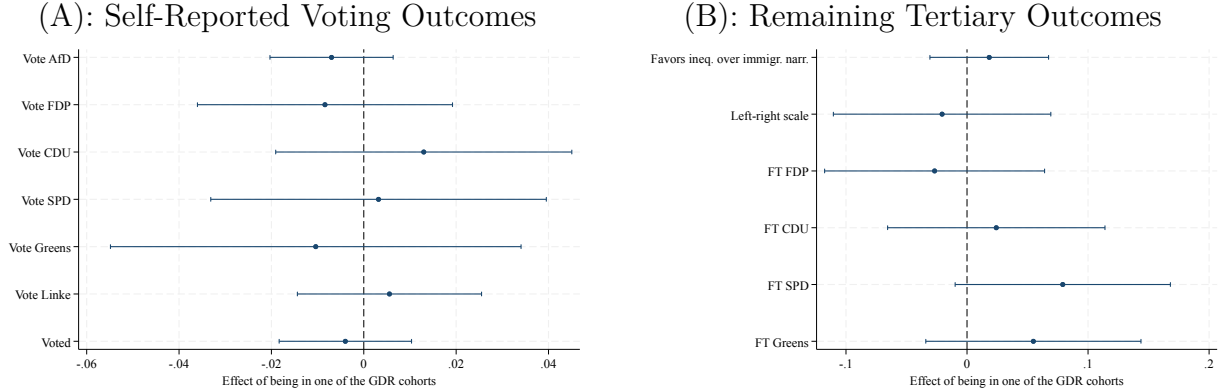 (A): Self-Reported Voting Outcomes
Vote AfD
Vote FDP
Vote CDU
Vote SPD
Vote Greens
Vote Linke
Voted
-.06 -.04 -.02 0 .02 .04
Effect of being in one of the GDR cohorts
(B): Remaining Tertiary Outcomes
Favors ineq. over immigr. narr.
Left-right scale
FT FDP
FT CDU
FT SPD
FT Greens
-.1 0 .1 .2
Effect of being in one of the GDR cohorts